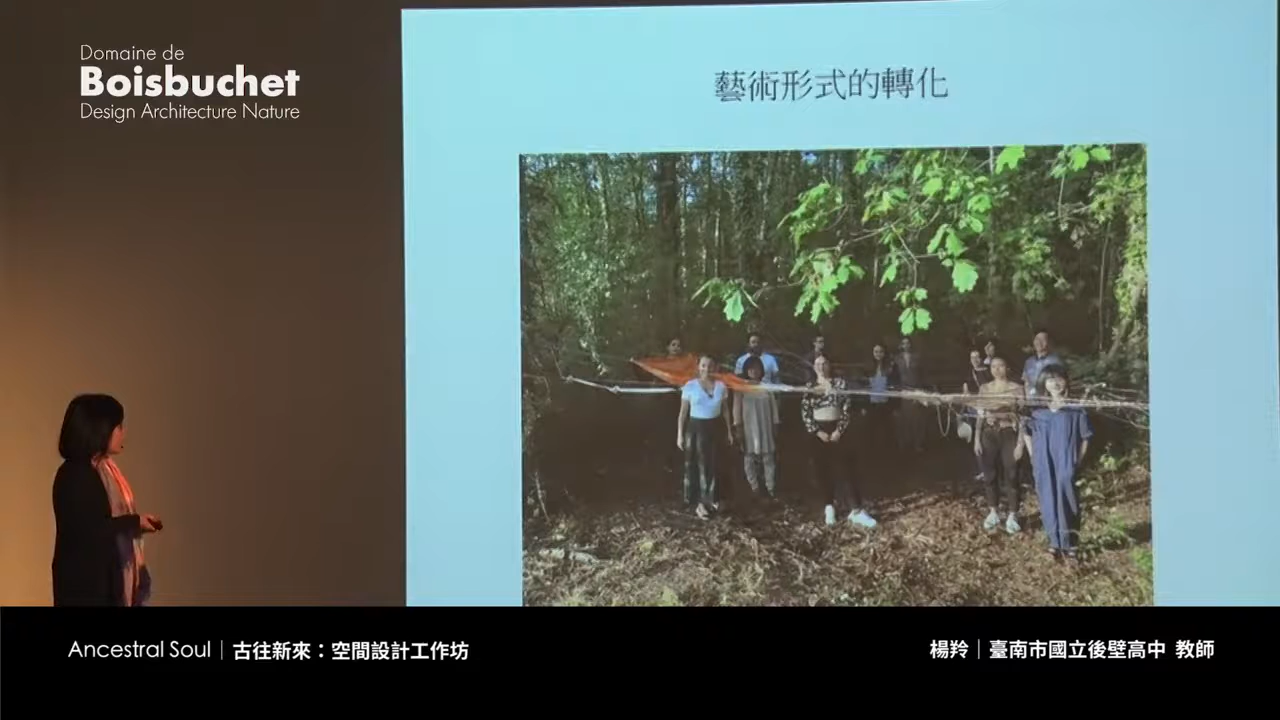 Domaine de
Boisbuchet
Design Architecture Nature
藝術形式的轉化
Ancestral Soul｜古往新來：空間設計工作坊
楊羚｜臺南市國立後壁高中 教師